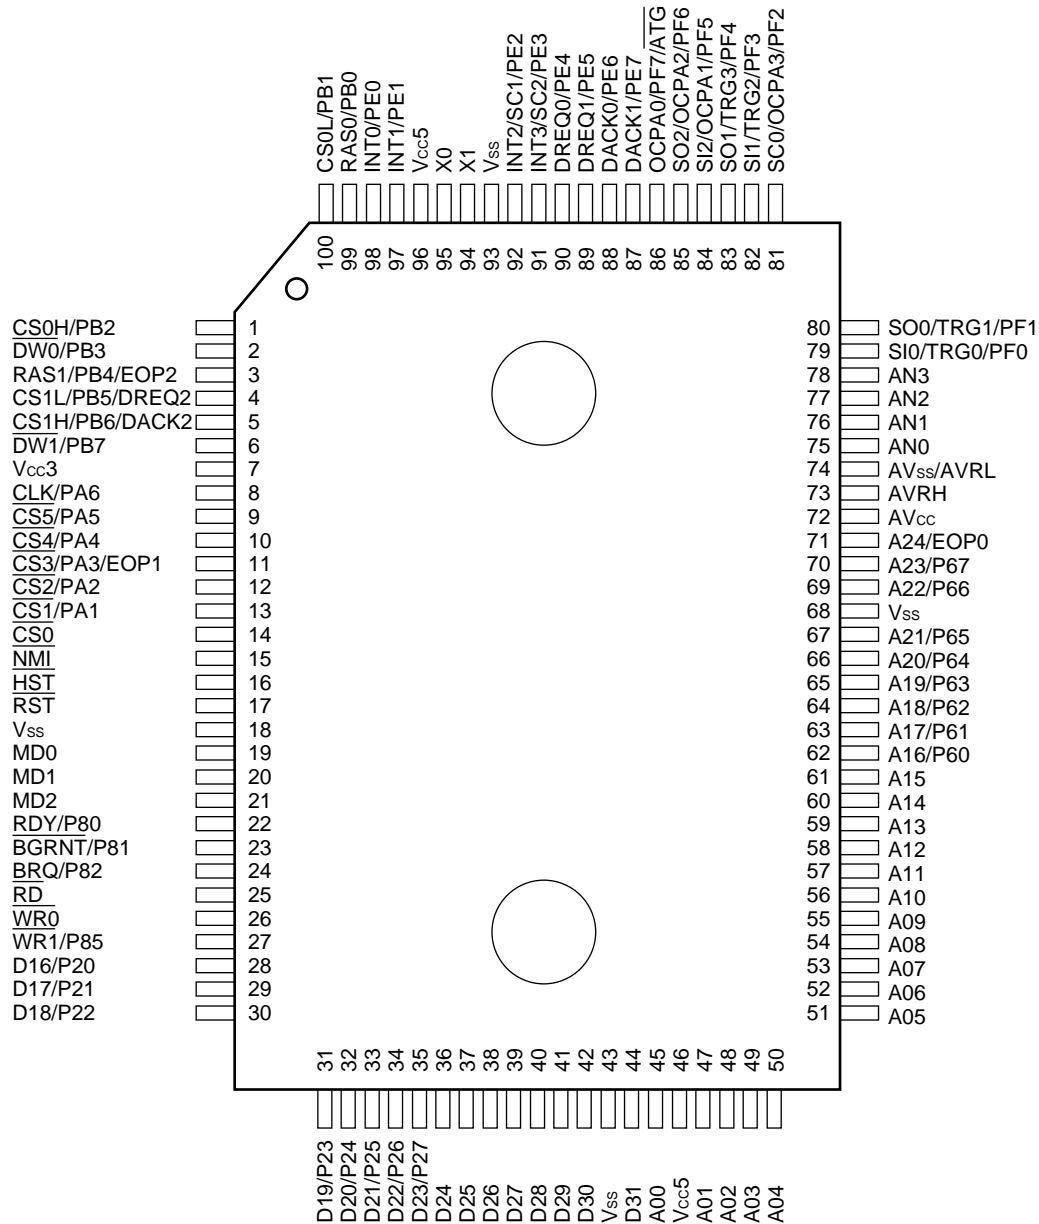 CS0L/PB1
RAS0/PB0
INT0/PE0
INT1/PE1
Vcc5
X0
X1
Vss
INT2/SC1/PE2
INT3/SC2/PE3
DREQ0/PE4
DREQ1/PE5
DACK0/PE6
DACK1/PE7
OCPA0/PF7/ATG
SO2/OCPA2/PF6
SI2/OCPA1/PF5
SO1/TRG3/PF4
SI1/TRG2/PF3
SC0/OCPA3/PF2
100
99
98
97
96
95
94
93
92
91
90
89
88
87
86
85
84
83
82
81
CS0H/PB2 1
DW0/PB3 2
RAS1/PB4/EOP2 3
CS1L/PB5/DREQ2 4
CS1H/PB6/DACK2 5
DW1/PB7 6
Vcc3 7
CLK/PA6 8
CS5/PA5 9
CS4/PA4 10
CS3/PA3/EOP1 11
CS2/PA2 12
CS1/PA1 13
CS0 14
NMI 15
HST 16
RST 17
Vss 18
MD0 19
MD1 20
MD2 21
RDY/P80 22
BGRNT/P81 23
BRQ/P82 24
RD 25
WR0 26
WR1/P85 27
D16/P20 28
D17/P21 29
D18/P22 30
80 SO0/TRG1/PF1
79 SI0/TRG0/PF0
78 AN3
77 AN2
76 AN1
75 AN0
74 AVss/AVRL
73 AVRH
72 AVcc
71 A24/EOP0
70 A23/P67
69 A22/P66
68 Vss
67 A21/P65
66 A20/P64
65 A19/P63
64 A18/P62
63 A17/P61
62 A16/P60
61 A15
60 A14
59 A13
58 A12
57 A11
56 A10
55 A09
54 A08
53 A07
52 A06
51 A05
31
32
33
34
35
36
37
38
39
40
41
42
43
44
45
46
47
48
49
50
D19/P23
D20/P24
D21/P25
D22/P26
D23/P27
D24
D25
D26
D27
D28
D29
D30
Vss
D31
A00
Vcc5
A01
A02
A03
A04